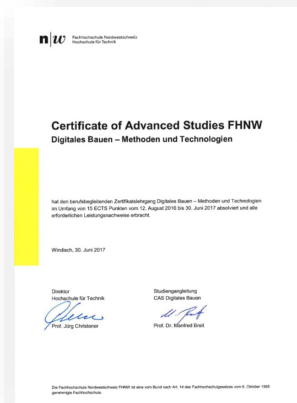 n|w Fachhochschule Nordwestschweiz
Hochschule für Technik
Certificate of Advanced Studies FHNW
Digitales Bauen – Methoden und Technologien
hat den berufsbegleitenden Zertifikatslehrgang Digitales Bauen – Methoden und Technologien
im Umfang von 15 ECTS Punkten vom 12. August 2016 bis 30. Juni 2017 absolviert und alle
erforderlichen Leistungsnachweise erbracht.
Windisch, 30. Juni 2017
Direktor
Hochschule für Technik
Prof. Jürg Christener
Studiengangleitung
CAS Digitales Bauen
Prof. Dr. Manfred Breit
Die Fachhochschule Nordwestschweiz FHNW ist eine vom Bund nach Art. 14 des Fachhochschulgesetzes vom 6. Oktober 1995
genehmigte Fachhochschule.